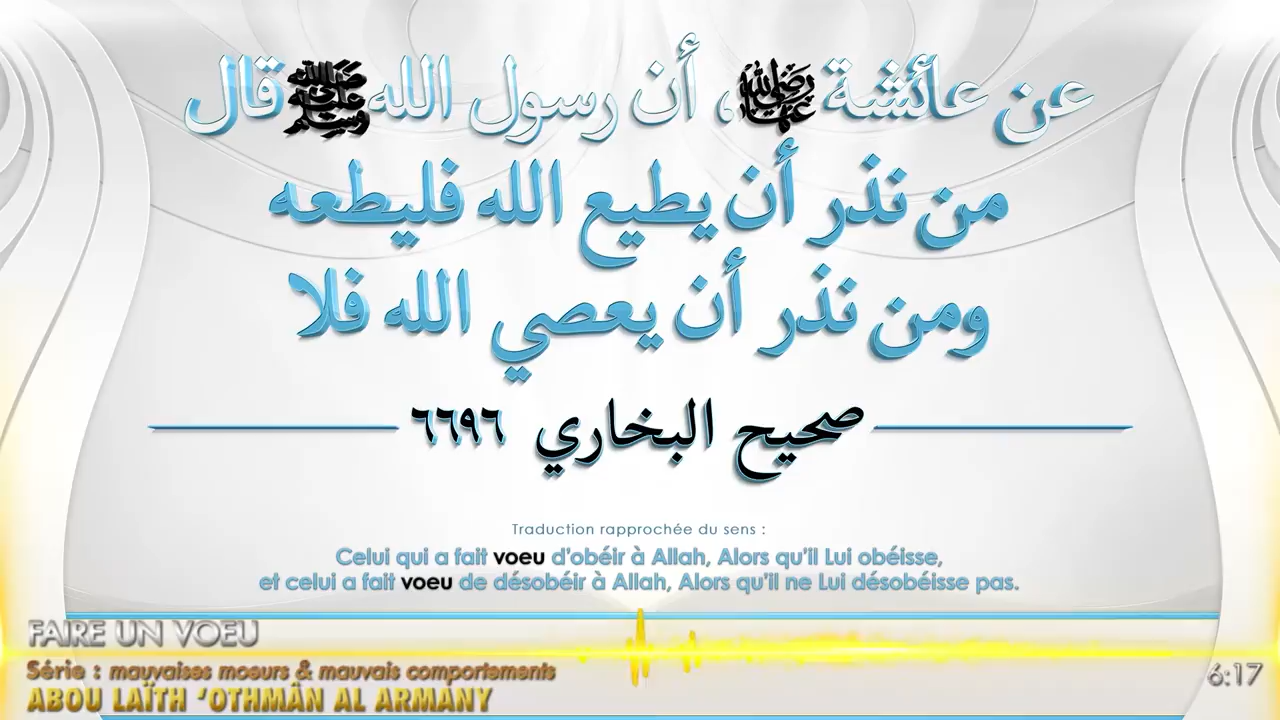 عن عائشة رضي الله عنها، أن رسول الله صلى الله عليه وسلم قال
من نذر أن يطيع الله فليطعه
ومن نذر أن يعصي الله فلا
صحيح البخاري ٦٦٩٦
Traduction rapprochée du sens :
Celui qui a fait voeu d'obéir à Allah, Alors qu'il Lui obéisse,
et celui a fait voeu de désobéir à Allah, Alors qu'il ne Lui désobéisse pas.
FAIRE UN VOEU
Série : mauvaises moeurs & mauvais comportements
ABOU LAÏTH ‘OTHMÂN AL ARMÂNY
6:17